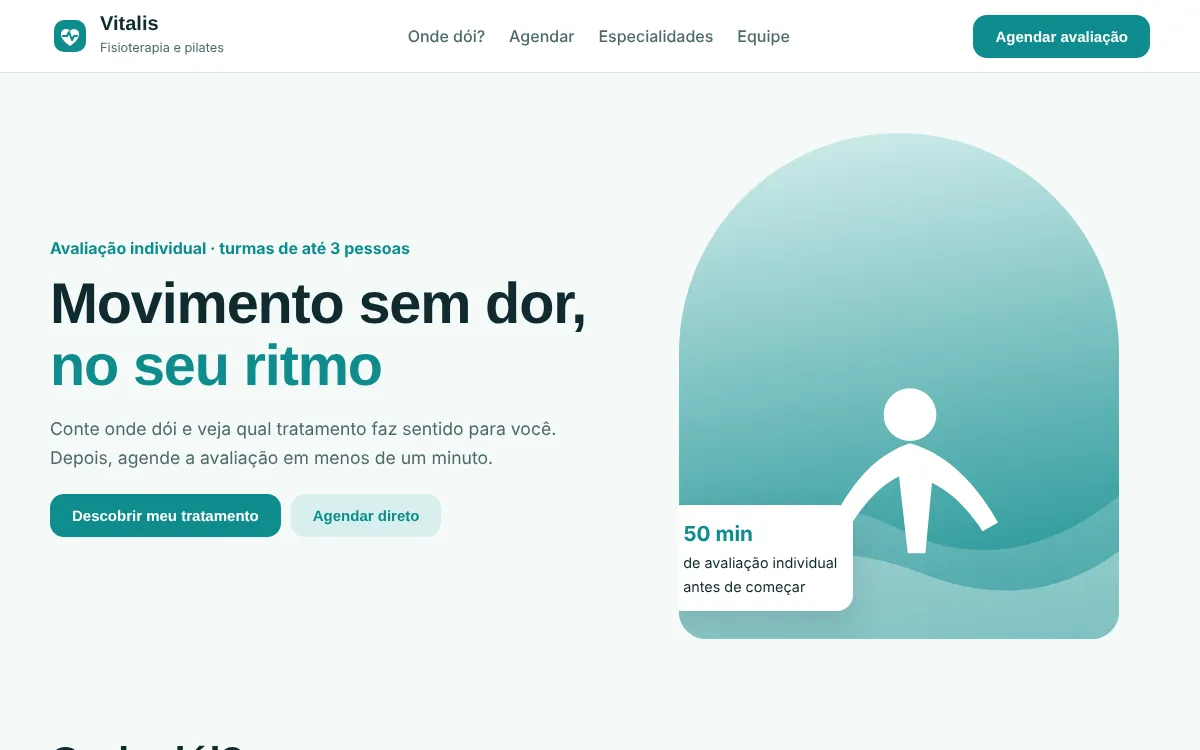 Vitalis
Fisioterapia e pilates
Onde dói?
Agendar
Especialidades
Equipe
Agendar avaliação
Avaliação individual · turmas de até 3 pessoas
Movimento sem dor,
no seu ritmo
Conte onde dói e veja qual tratamento faz sentido para você.
Depois, agende a avaliação em menos de um minuto.
Descobrir meu tratamento
Agendar direto
50 min
de avaliação individual
antes de começar